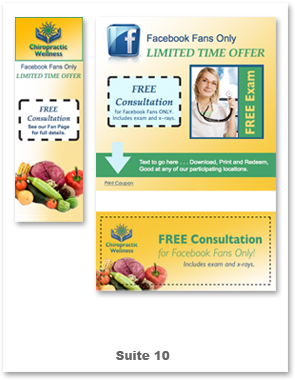 Chiropractic
Wellness
Facebook Fans Only
LIMITED TIME OFFER
FREE
Consultation
See our Fan Page
for full details.
f
Facebook Fans Only
LIMITED TIME OFFER
FREE
Consultation
for Facebook Fans ONLY.
Includes exam and x-rays.
FREE Exam
Text to go here . . . Download, Print and Redeem,
Good at any of our participating locations.
Print Coupon
Chiropractic
Wellness
FREE Consultation
for Facebook Fans Only!
Includes exam and x-rays.
Suite 10